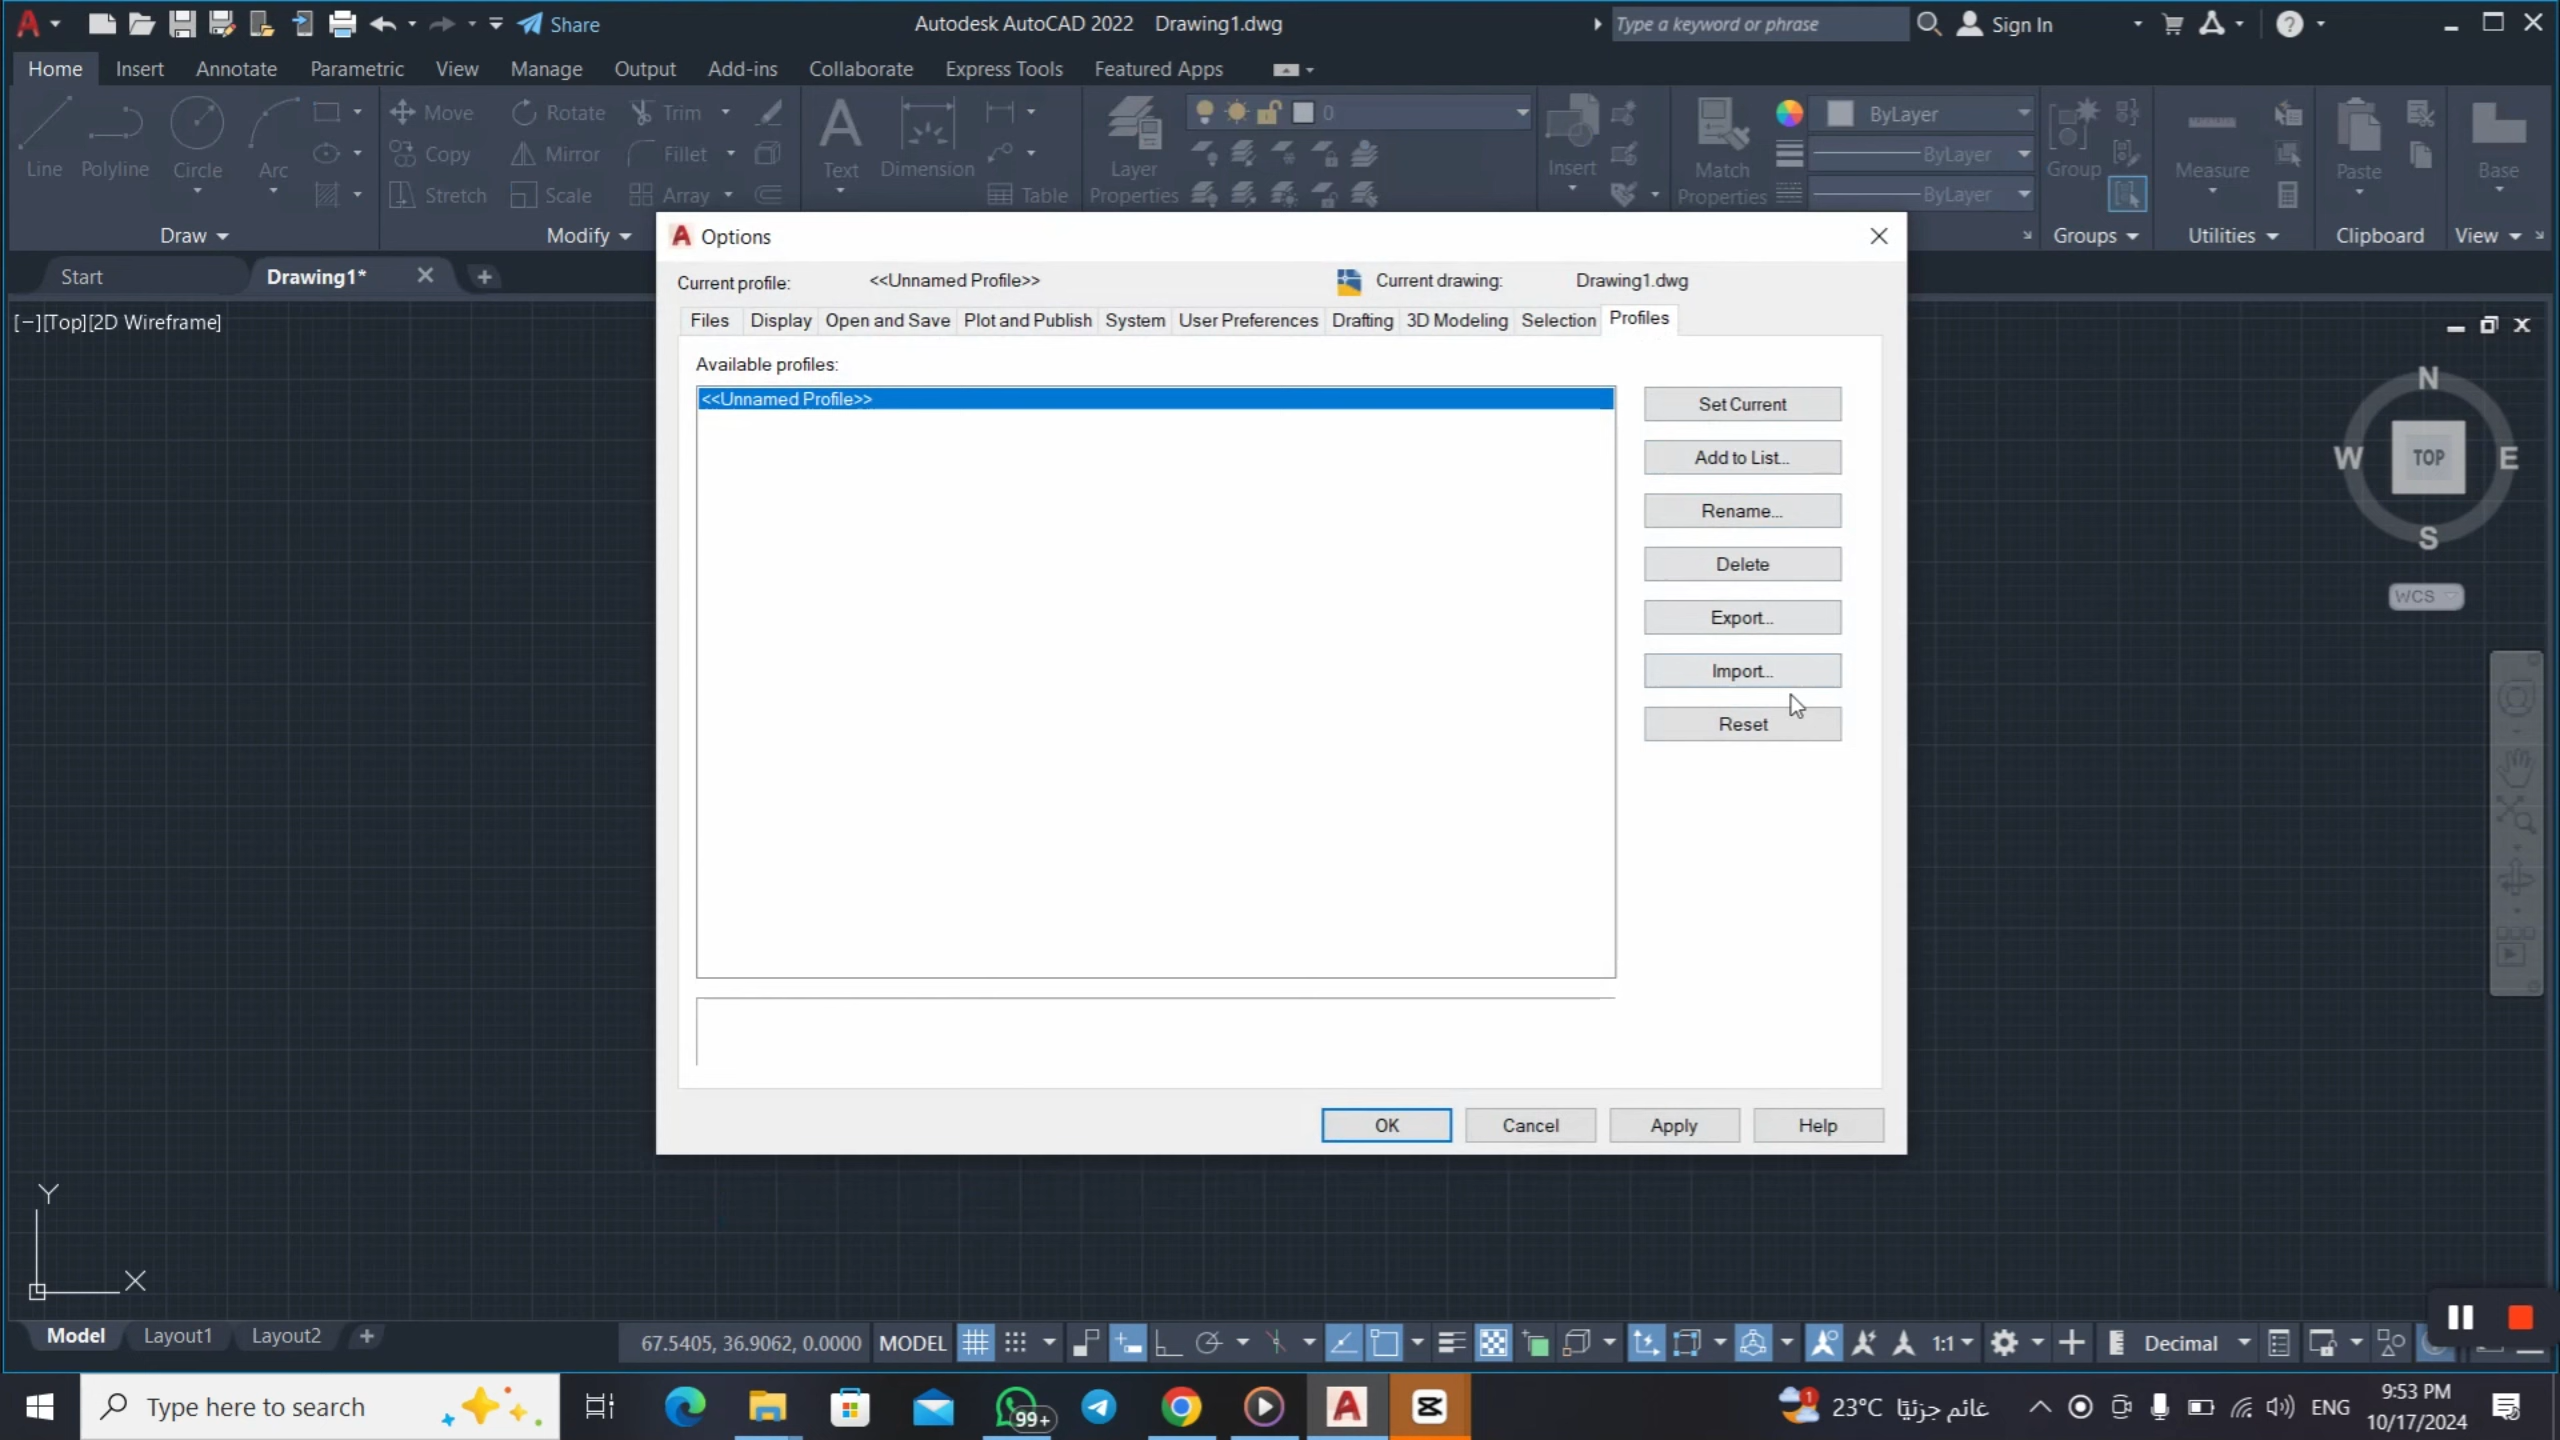 Share
Autodesk AutoCAD 2022 Drawing1.dwg
Type a keyword or phrase
Sign In
Home Insert Annotate Parametric View Manage Output Add-ins Collaborate Express Tools Featured Apps
Line Polyline Circle Arc
Move Rotate Trim
Copy Mirror Fillet
Stretch Scale Array
Text Dimension Table
Layer Properties
0
Insert
Match Properties
ByLayer
ByLayer
ByLayer
Group
Measure
Paste
Base
Draw Modify Groups Utilities Clipboard View
Start Drawing1*
[−][Top][2D Wireframe]
Options
Current profile: <<Unnamed Profile>> Current drawing: Drawing1.dwg
Files Display Open and Save Plot and Publish System User Preferences Drafting 3D Modeling Selection Profiles
Available profiles:
<<Unnamed Profile>>
Set Current
Add to List...
Rename...
Delete
Export...
Import...
Reset
OK Cancel Apply Help
N
W TOP E
S
WCS
Y
X
Model Layout1 Layout2
67.5405, 36.9062, 0.0000 MODEL 1:1 Decimal
Type here to search
99+
1
23°C غائم جزئيًا
ENG
9:53 PM
10/17/2024